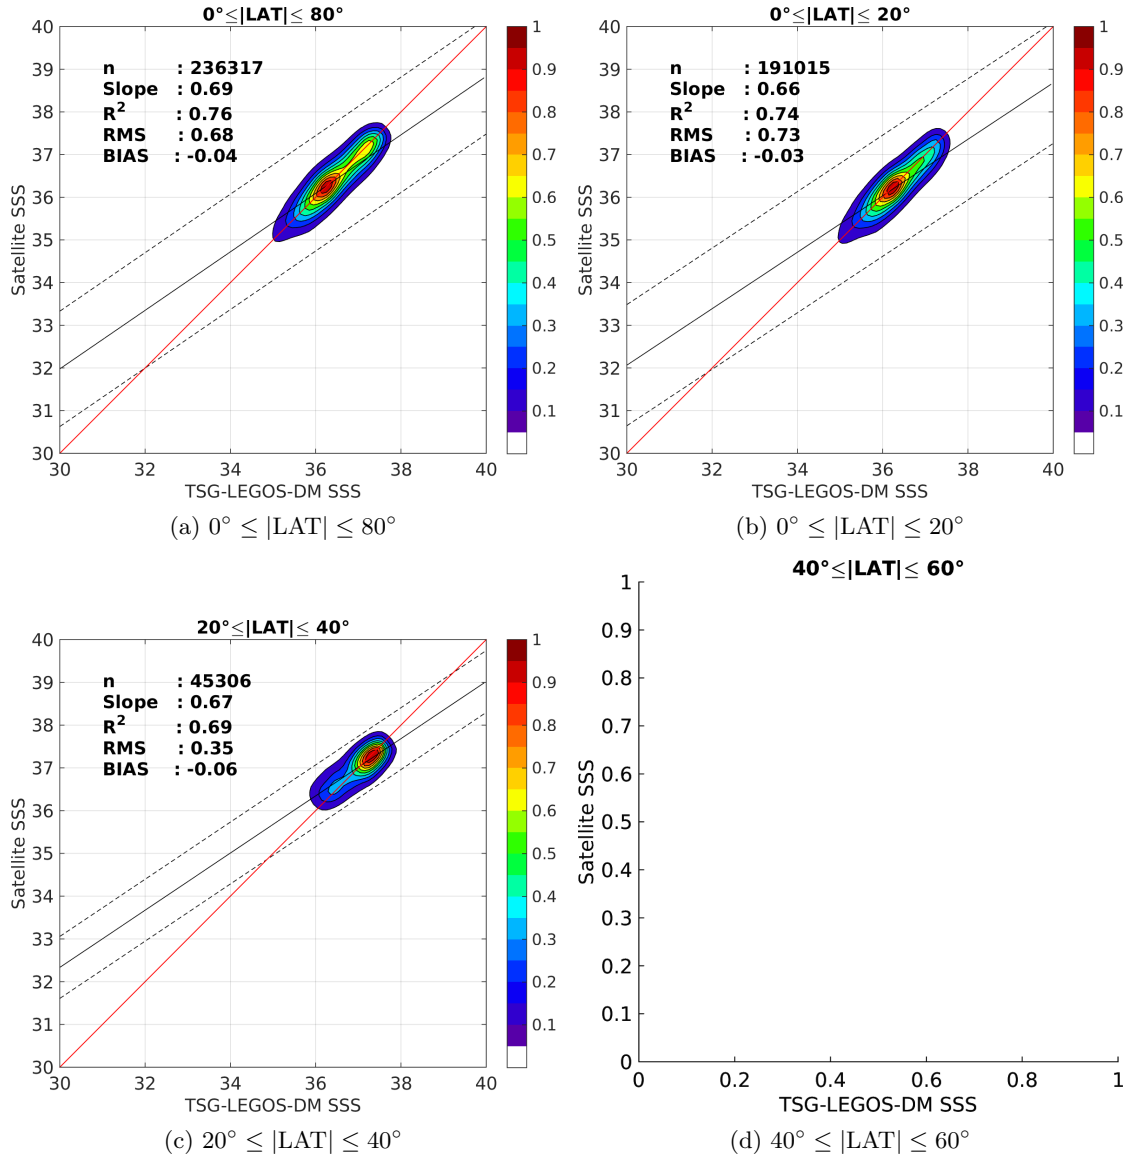 0°≤|LAT|≤ 80°
n : 236317
Slope : 0.69
R2 : 0.76
RMS : 0.68
BIAS : -0.04
40
39
38
37
36
35
34
33
32
31
30
30 32 34 36 38 40
Satellite SSS
TSG-LEGOS-DM SSS
1
0.9
0.8
0.7
0.6
0.5
0.4
0.3
0.2
0.1
(a) 0° ≤ |LAT| ≤ 80°
0°≤|LAT|≤ 20°
n : 191015
Slope : 0.66
R2 : 0.74
RMS : 0.73
BIAS : -0.03
40
39
38
37
36
35
34
33
32
31
30
30 32 34 36 38 40
Satellite SSS
TSG-LEGOS-DM SSS
1
0.9
0.8
0.7
0.6
0.5
0.4
0.3
0.2
0.1
(b) 0° ≤ |LAT| ≤ 20°
20°≤|LAT|≤ 40°
n : 45306
Slope : 0.67
R2 : 0.69
RMS : 0.35
BIAS : -0.06
40
39
38
37
36
35
34
33
32
31
30
30 32 34 36 38 40
Satellite SSS
TSG-LEGOS-DM SSS
1
0.9
0.8
0.7
0.6
0.5
0.4
0.3
0.2
0.1
(c) 20° ≤ |LAT| ≤ 40°
40°≤|LAT|≤ 60°
1
0.9
0.8
0.7
0.6
0.5
0.4
0.3
0.2
0.1
0
0 0.2 0.4 0.6 0.8 1
Satellite SSS
TSG-LEGOS-DM SSS
(d) 40° ≤ |LAT| ≤ 60°